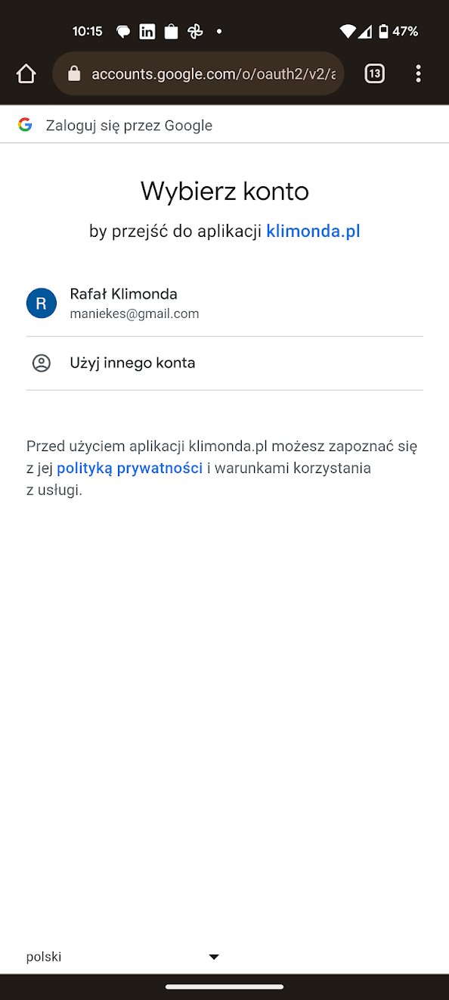 10:15
47%
accounts.google.com/o/oauth2/v2/a
13
Zaloguj się przez Google
Wybierz konto
by przejść do aplikacji klimonda.pl
R
Rafał Klimonda
maniekes@gmail.com
Użyj innego konta
Przed użyciem aplikacji klimonda.pl możesz zapoznać się
z jej polityką prywatności i warunkami korzystania
z usługi.
polski